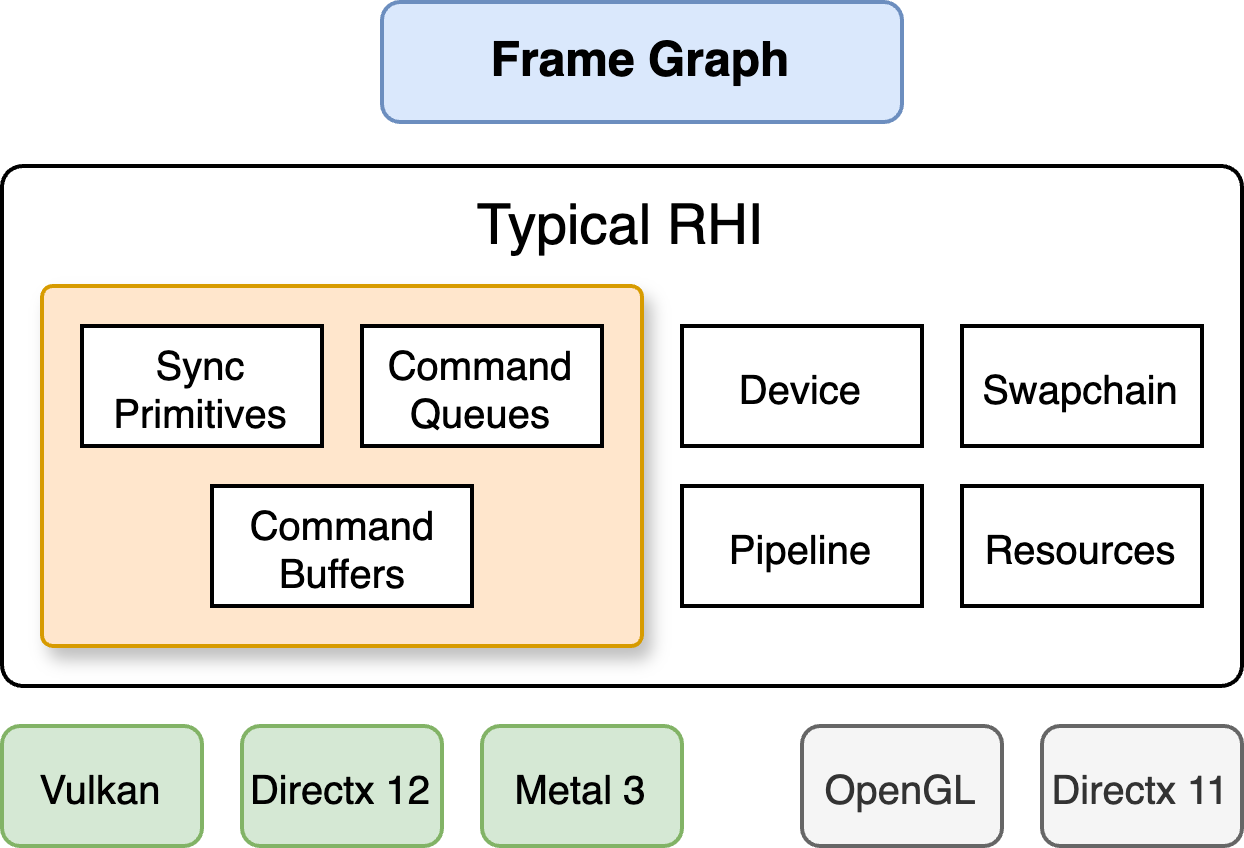 Frame Graph
Typical RHI
Sync
Primitives
Command
Queues
Device
Swapchain
Command
Buffers
Pipeline
Resources
Vulkan
Directx 12
Metal 3
OpenGL
Directx 11